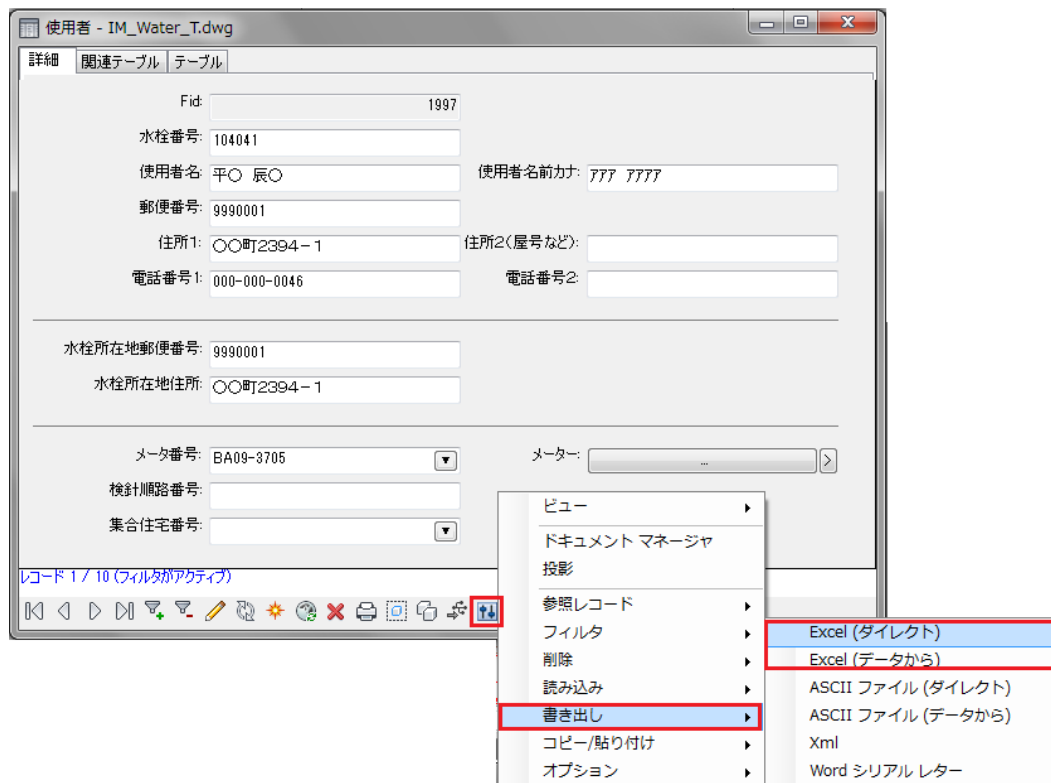 使用者 - IM_Water_T.dwg
詳細 関連テーブル テーブル
Fid: 1997
水栓番号: 104041
使用者名: 平〇 辰〇 使用者名前カナ: ｱｱｱ ｱｱｱｱ
郵便番号: 9990001
住所1: 〇〇町2394-1 住所2(屋号など):
電話番号1: 000-000-0046 電話番号2:
水栓所在地郵便番号: 9990001
水栓所在地住所: 〇〇町2394-1
メータ番号: BA09-3705 メーター: ... >
検針順路番号:
集合住宅番号:
レコード 1 / 10 (フィルタがアクティブ)
ビュー
ドキュメント マネージャ
投影
参照レコード
フィルタ
削除
読み込み
書き出し
コピー/貼り付け
オプション
Excel (ダイレクト)
Excel (データから)
ASCII ファイル (ダイレクト)
ASCII ファイル (データから)
Xml
Word シリアル レター